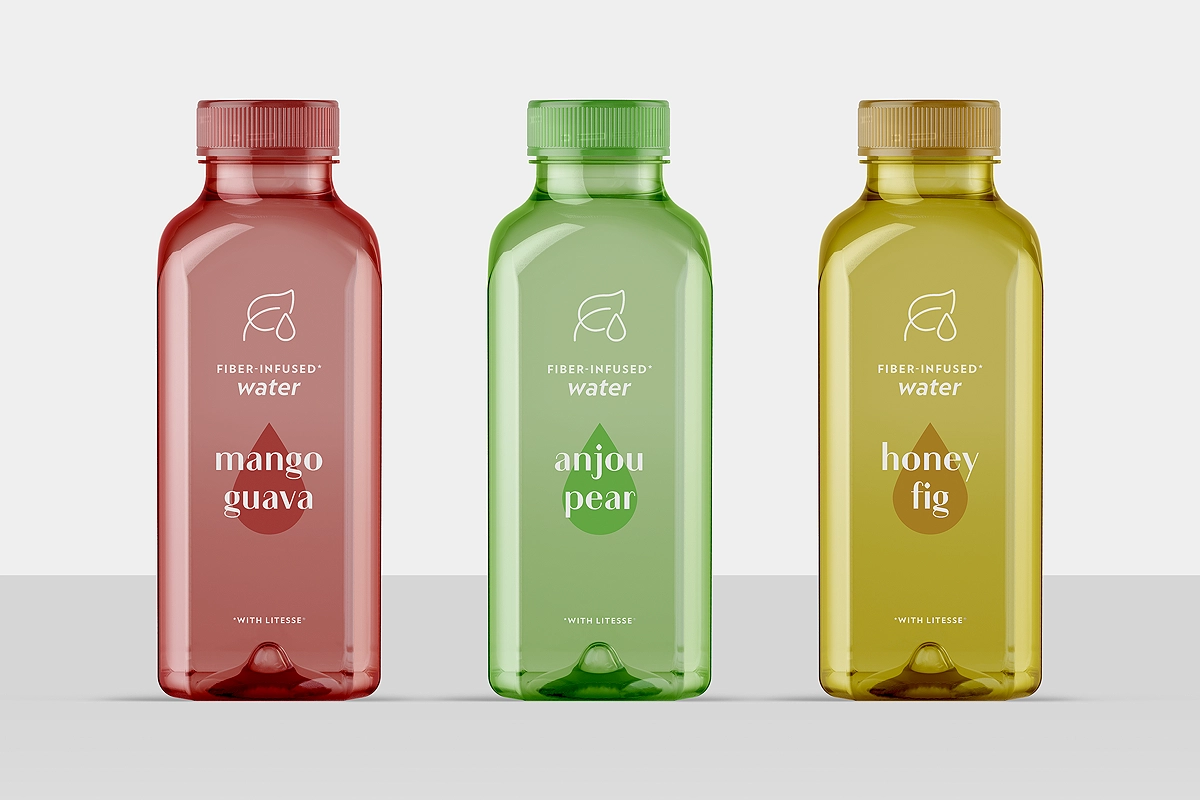 FIBER-INFUSED*
water
mango
guava
*WITH LITESSE®
FIBER-INFUSED*
water
anjou
pear
*WITH LITESSE®
FIBER-INFUSED*
water
honey
fig
*WITH LITESSE®